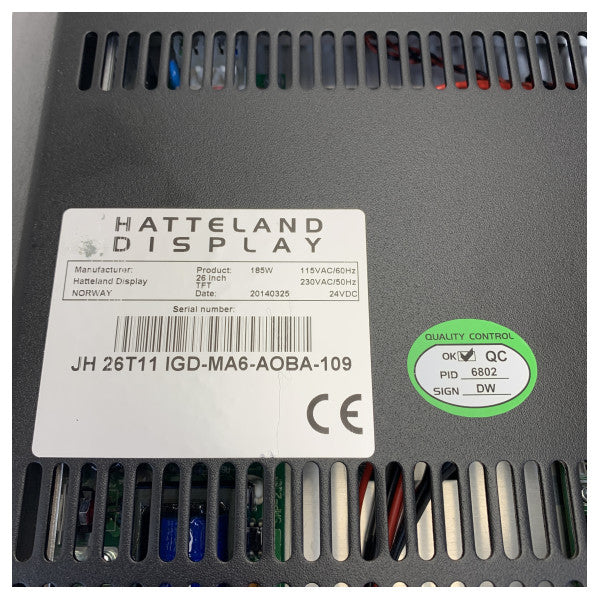 HATTELAND
DISPLAY
Manufacturer: Product: 185W 115VAC/60Hz
Hatteland Display 26 Inch TFT 230VAC/50Hz
NORWAY Date: 20140325 24VDC
Serial number:
JH 26T11 IGD-MA6-AOBA-109
CE
QUALITY CONTROL
OK QC
PID 6802
SIGN DW